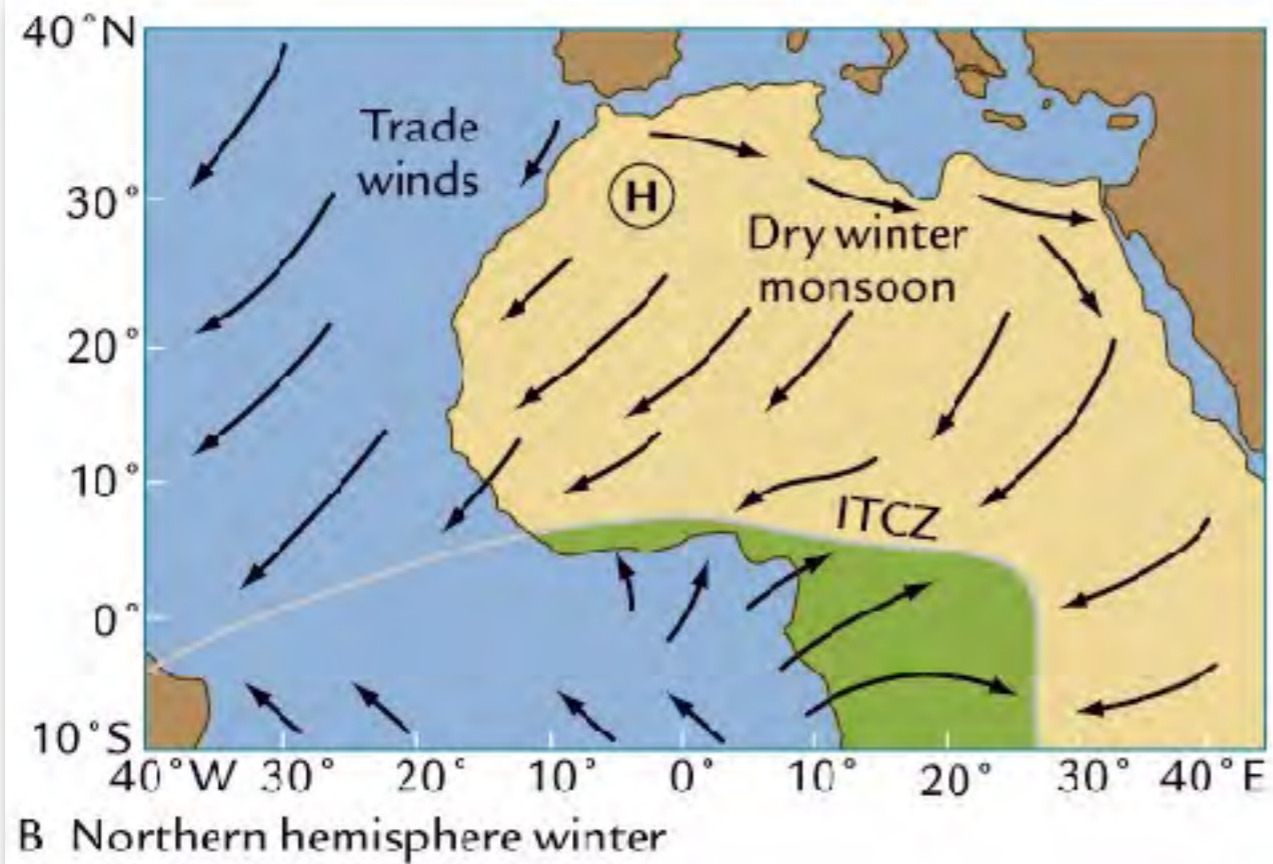 40°N
Trade
winds
30°
H
Dry winter
monsoon
20°
10°
ITCZ
0°
10°S
40°W 30° 20° 10° 0° 10° 20° 30° 40°E
B Northern hemisphere winter